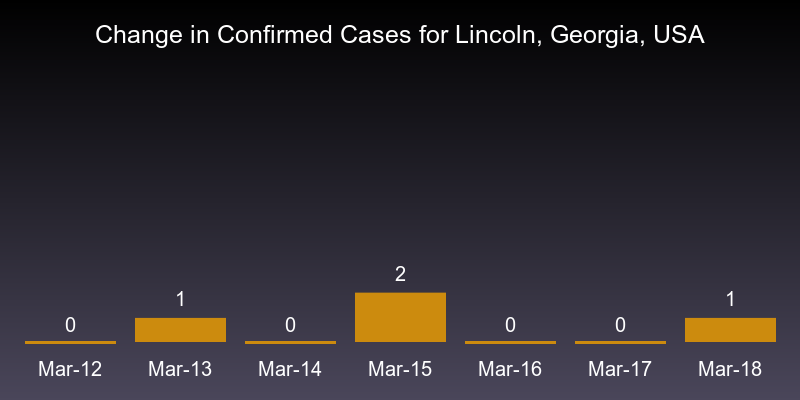 Change in Confirmed Cases for Lincoln, Georgia, USA
0 1 0 2 0 0 1
Mar-12 Mar-13 Mar-14 Mar-15 Mar-16 Mar-17 Mar-18